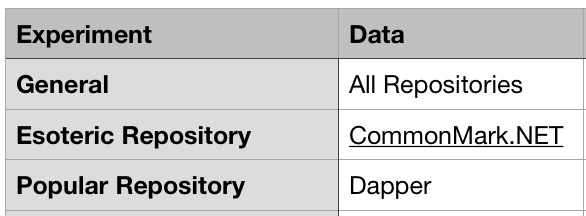 Experiment Data
General All Repositories
Esoteric Repository CommonMark.NET
Popular Repository Dapper